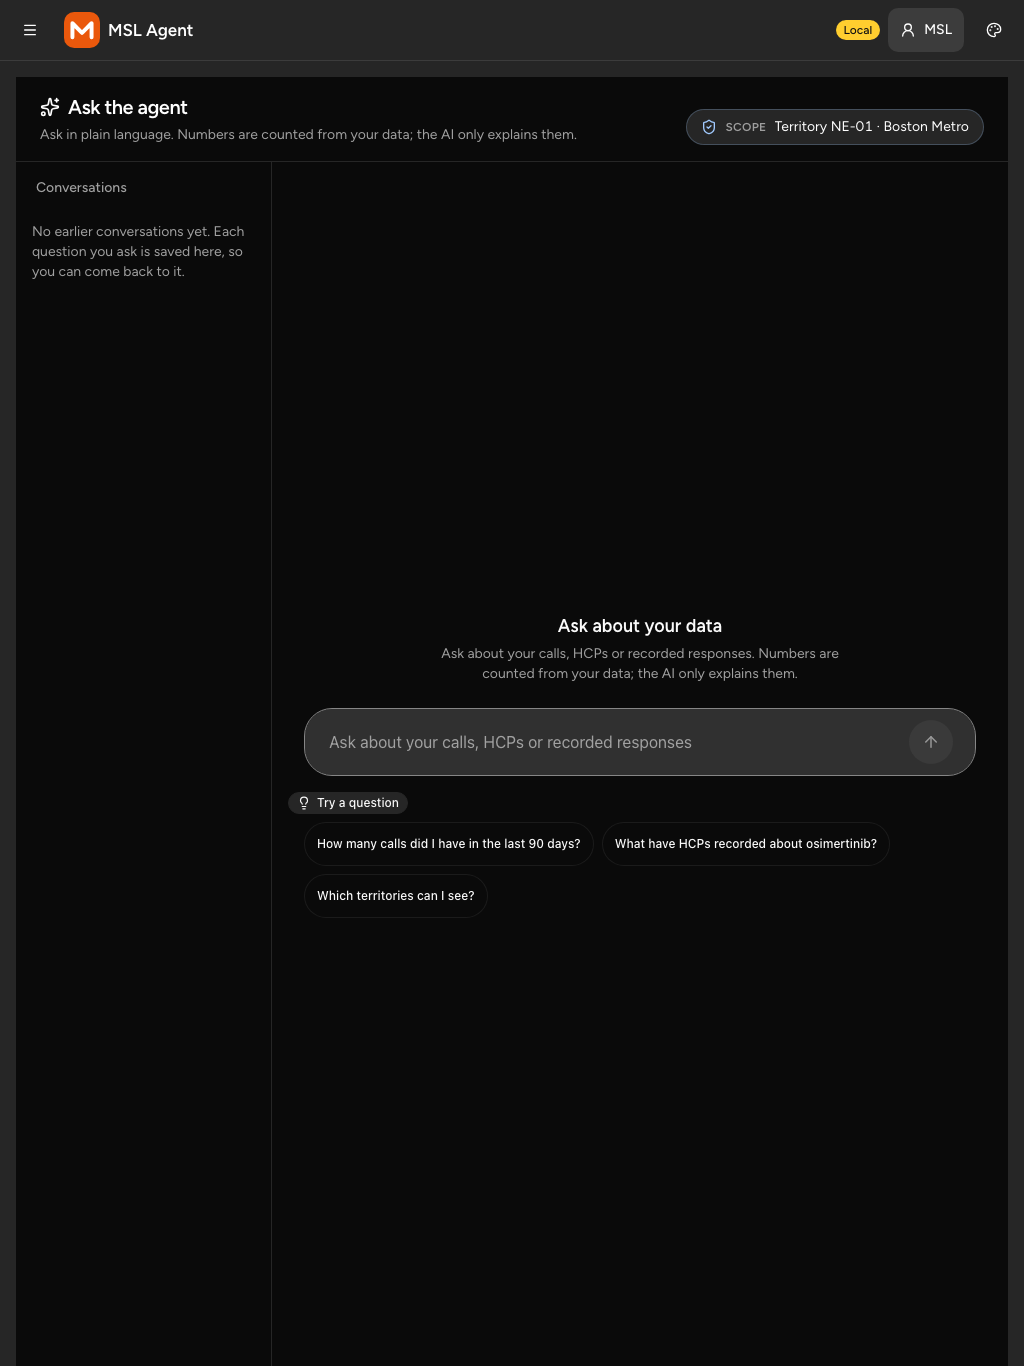 MSL Agent
Local
MSL
Ask the agent
Ask in plain language. Numbers are counted from your data; the AI only explains them.
SCOPE Territory NE-01 · Boston Metro
Conversations
No earlier conversations yet. Each
question you ask is saved here, so
you can come back to it.
Ask about your data
Ask about your calls, HCPs or recorded responses. Numbers are
counted from your data; the AI only explains them.
Ask about your calls, HCPs or recorded responses
Try a question
How many calls did I have in the last 90 days?
What have HCPs recorded about osimertinib?
Which territories can I see?